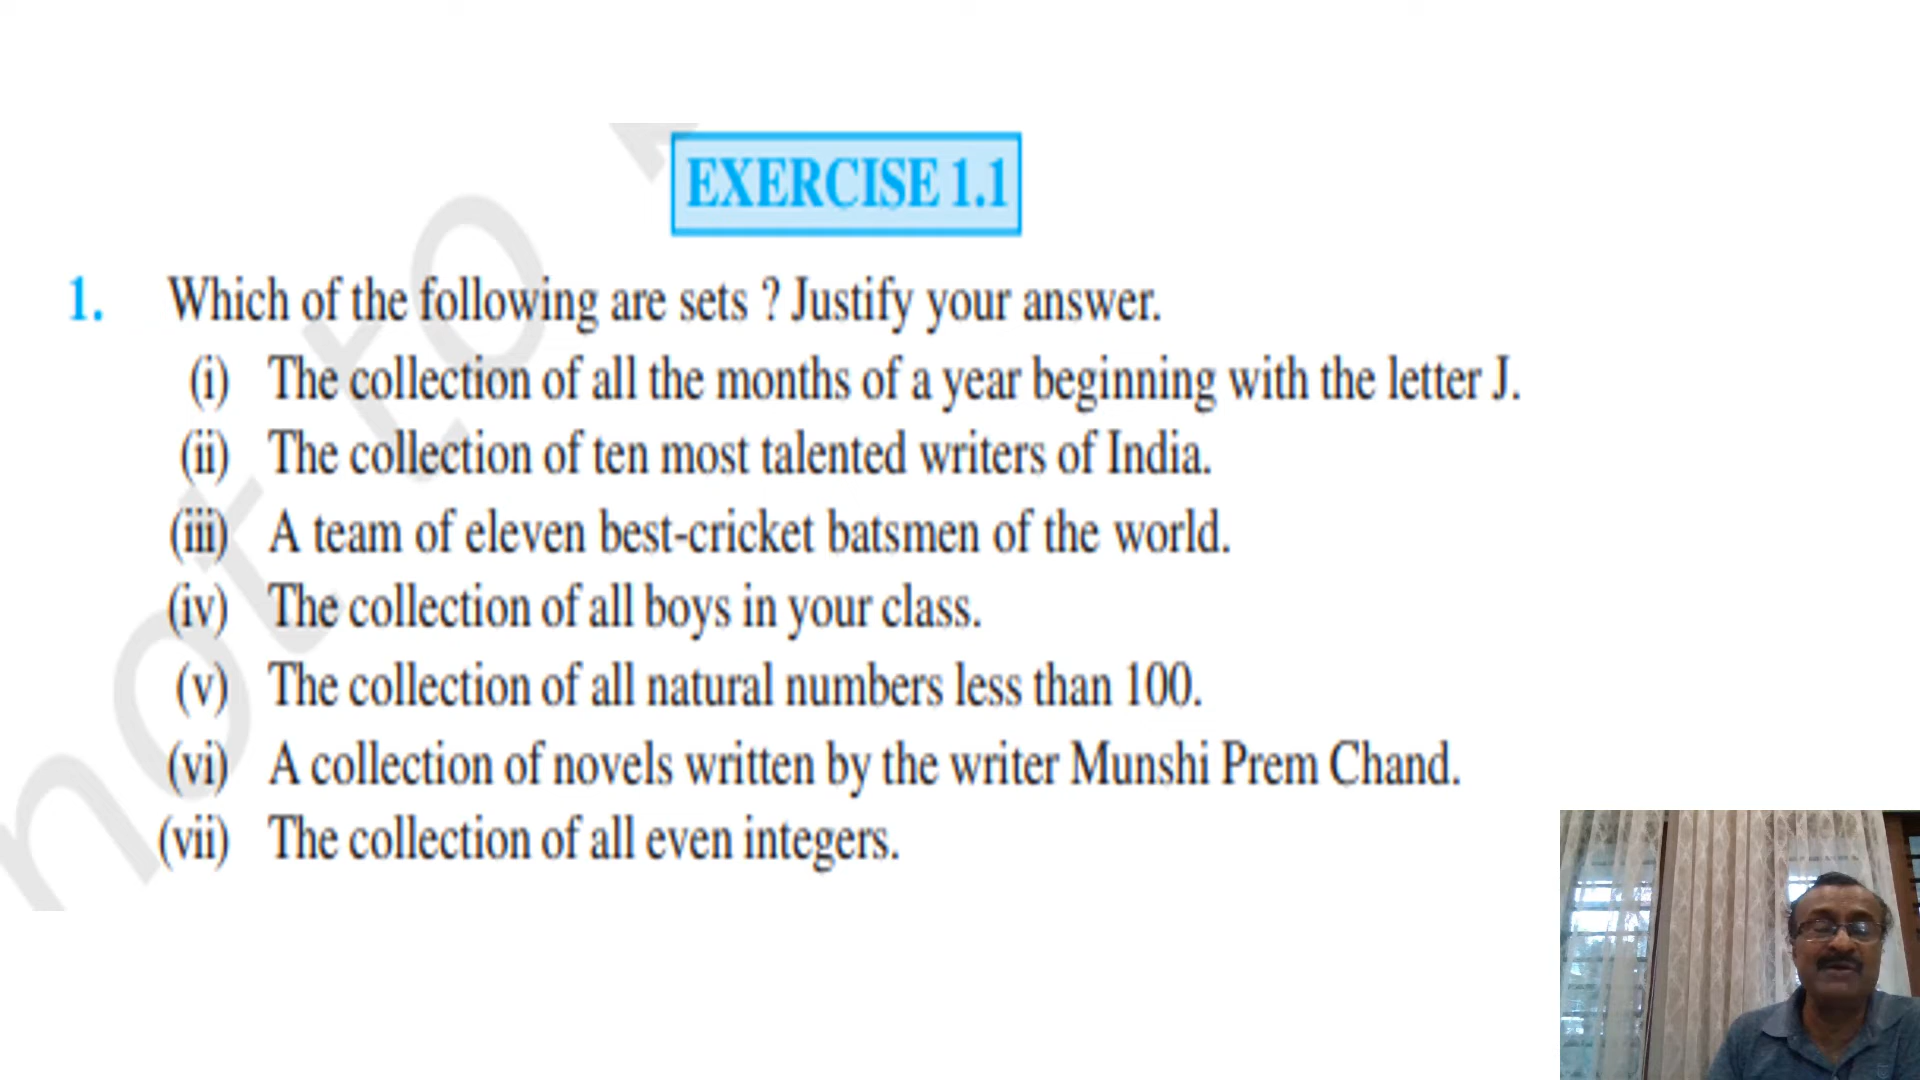 EXERCISE 1.1
1. Which of the following are sets ? Justify your answer.
(i) The collection of all the months of a year beginning with the letter J.
(ii) The collection of ten most talented writers of India.
(iii) A team of eleven best-cricket batsmen of the world.
(iv) The collection of all boys in your class.
(v) The collection of all natural numbers less than 100.
(vi) A collection of novels written by the writer Munshi Prem Chand.
(vii) The collection of all even integers.
not to